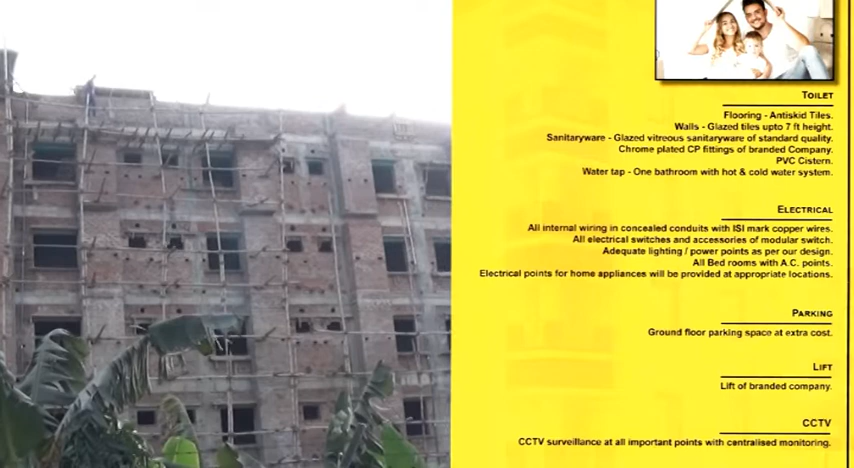 TOILET
Flooring - Antiskid Tiles.
Walls - Glazed tiles upto 7 ft height.
Sanitaryware - Glazed vitreous sanitaryware of standard quality.
Chrome plated CP fittings of branded Company.
PVC Cistern.
Water tap - One bathroom with hot & cold water system.
ELECTRICAL
All internal wiring in concealed conduits with ISI mark copper wires.
All electrical switches and accessories of modular switch.
Adequate lighting / power points as per our design.
All Bed rooms with A.C. points.
Electrical points for home appliances will be provided at appropriate locations.
PARKING
Ground floor parking space at extra cost.
LIFT
Lift of branded company.
CCTV
CCTV surveillance at all important points with centralised monitoring.